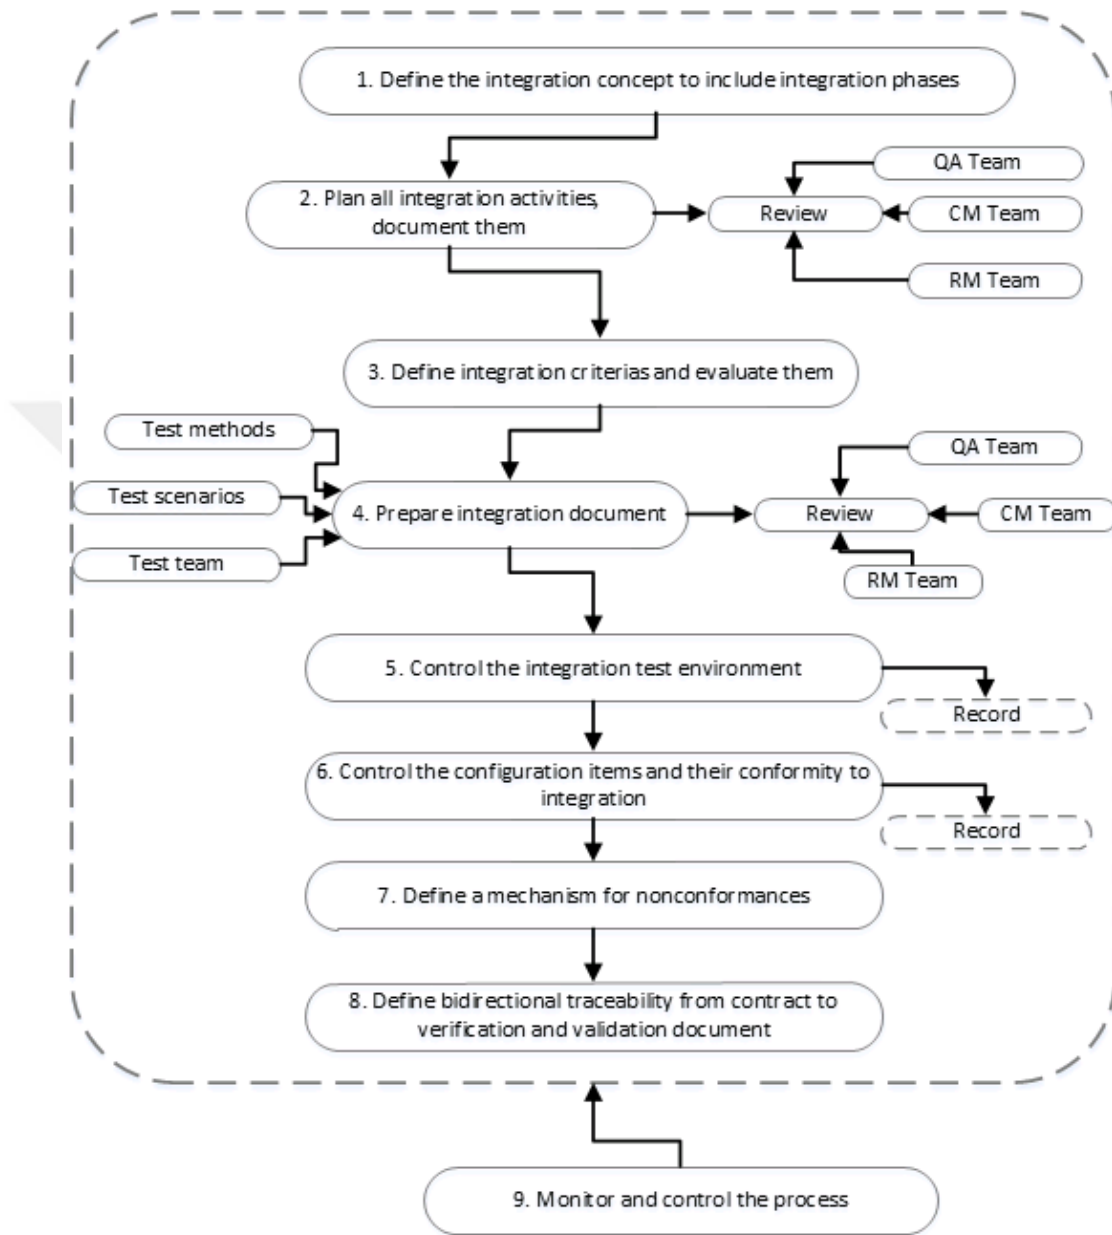 1. Define the integration concept to include integration phases
QA Team
2. Plan all integration activities,
document them
Review
CM Team
RM Team
3. Define integration criterias and evaluate them
Test methods
QA Team
Test scenarios
4. Prepare integration document
Review
CM Team
Test team
RM Team
5. Control the integration test environment
Record
6. Control the configuration items and their conformity to
integration
Record
7. Define a mechanism for nonconformances
8. Define bidirectional traceability from contract to
verification and validation document
9. Monitor and control the process